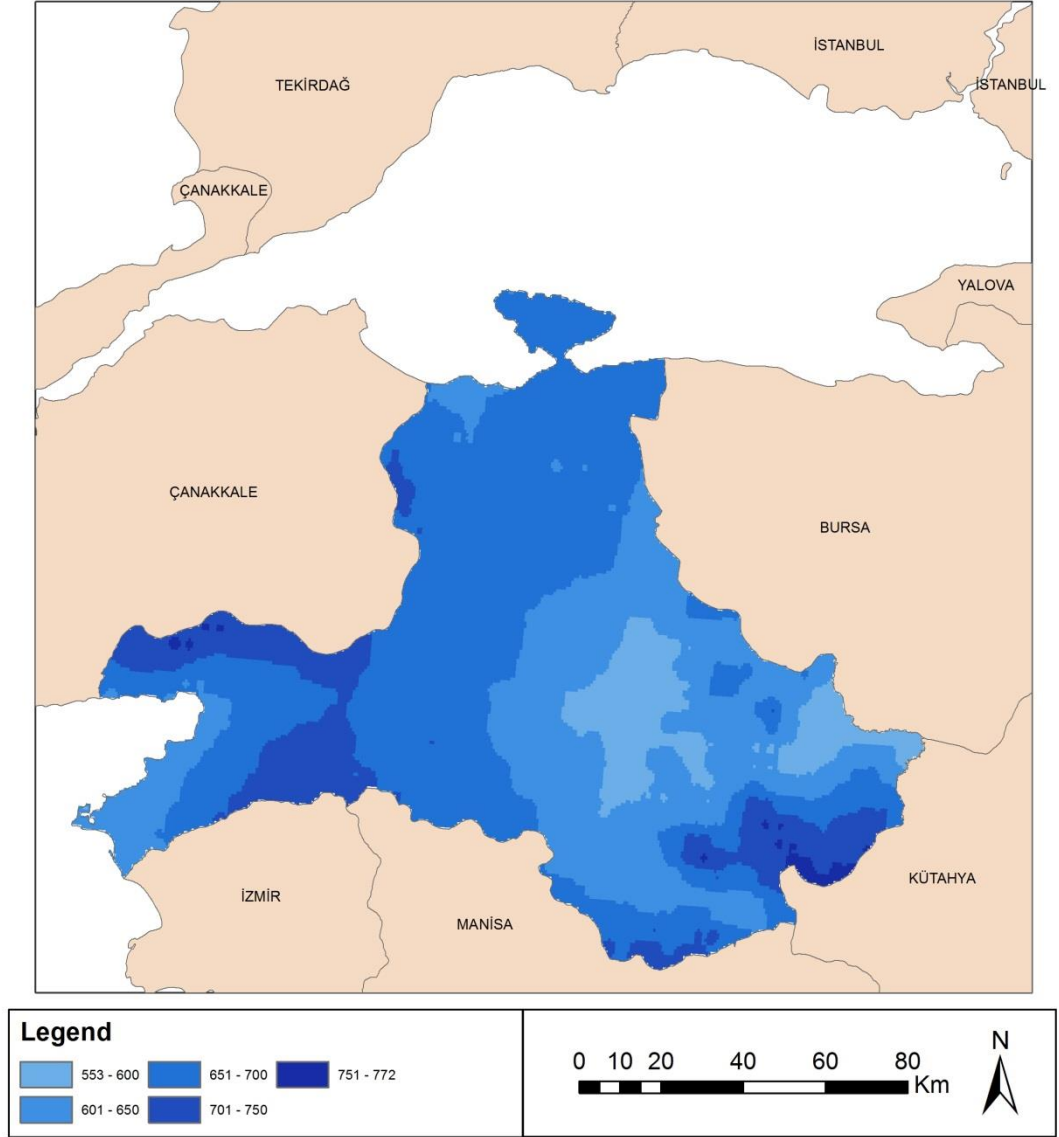 İSTANBUL
TEKİRDAĞ
İSTANBUL
ÇANAKKALE
YALOVA
ÇANAKKALE
BURSA
KÜTAHYA
İZMİR
MANİSA
Legend
553 - 600
651 - 700
751 - 772
601 - 650
701 - 750
0 10 20 40 60 80
Km
N